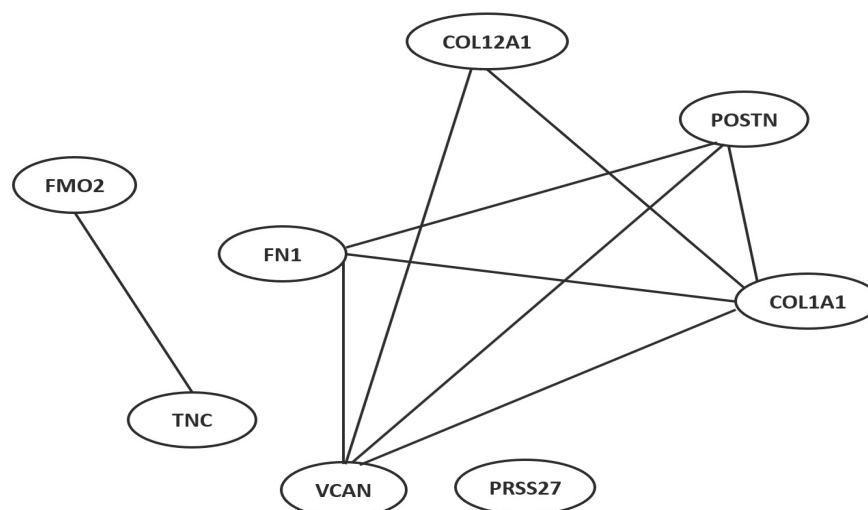 COL12A1
POSTN
FMO2
FN1
COL1A1
TNC
VCAN
PRSS27